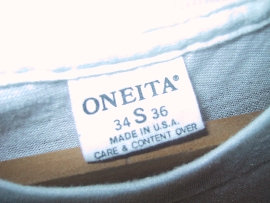 ONEITA®
34 S 36
MADE IN U.S.A.
CARE & CONTENT OVER